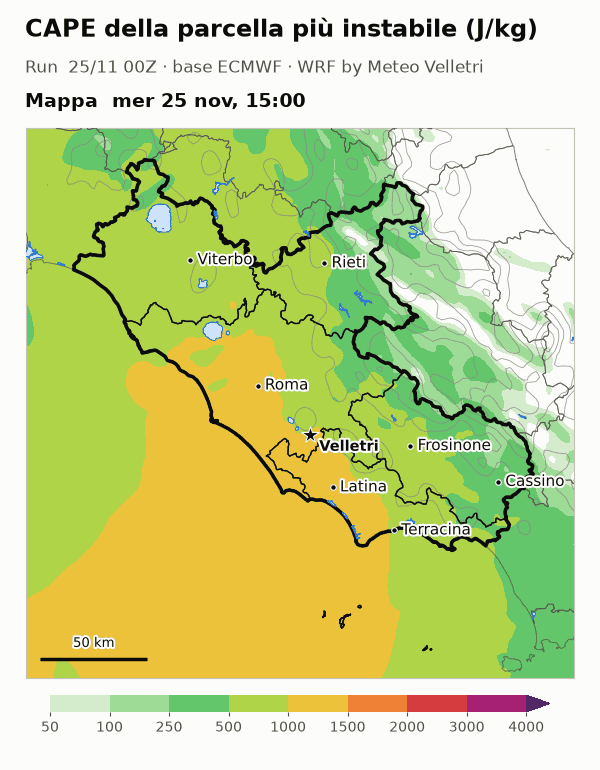 CAPE della parcella più instabile (J/kg)
Run  25/11 00Z · base ECMWF · WRF by Meteo Velletri
Mappa  mer 25 nov, 15:00
Viterbo
Rieti
Roma
Velletri
Frosinone
Cassino
Latina
Terracina
50 km
50 100 250 500 1000 1500 2000 3000 4000